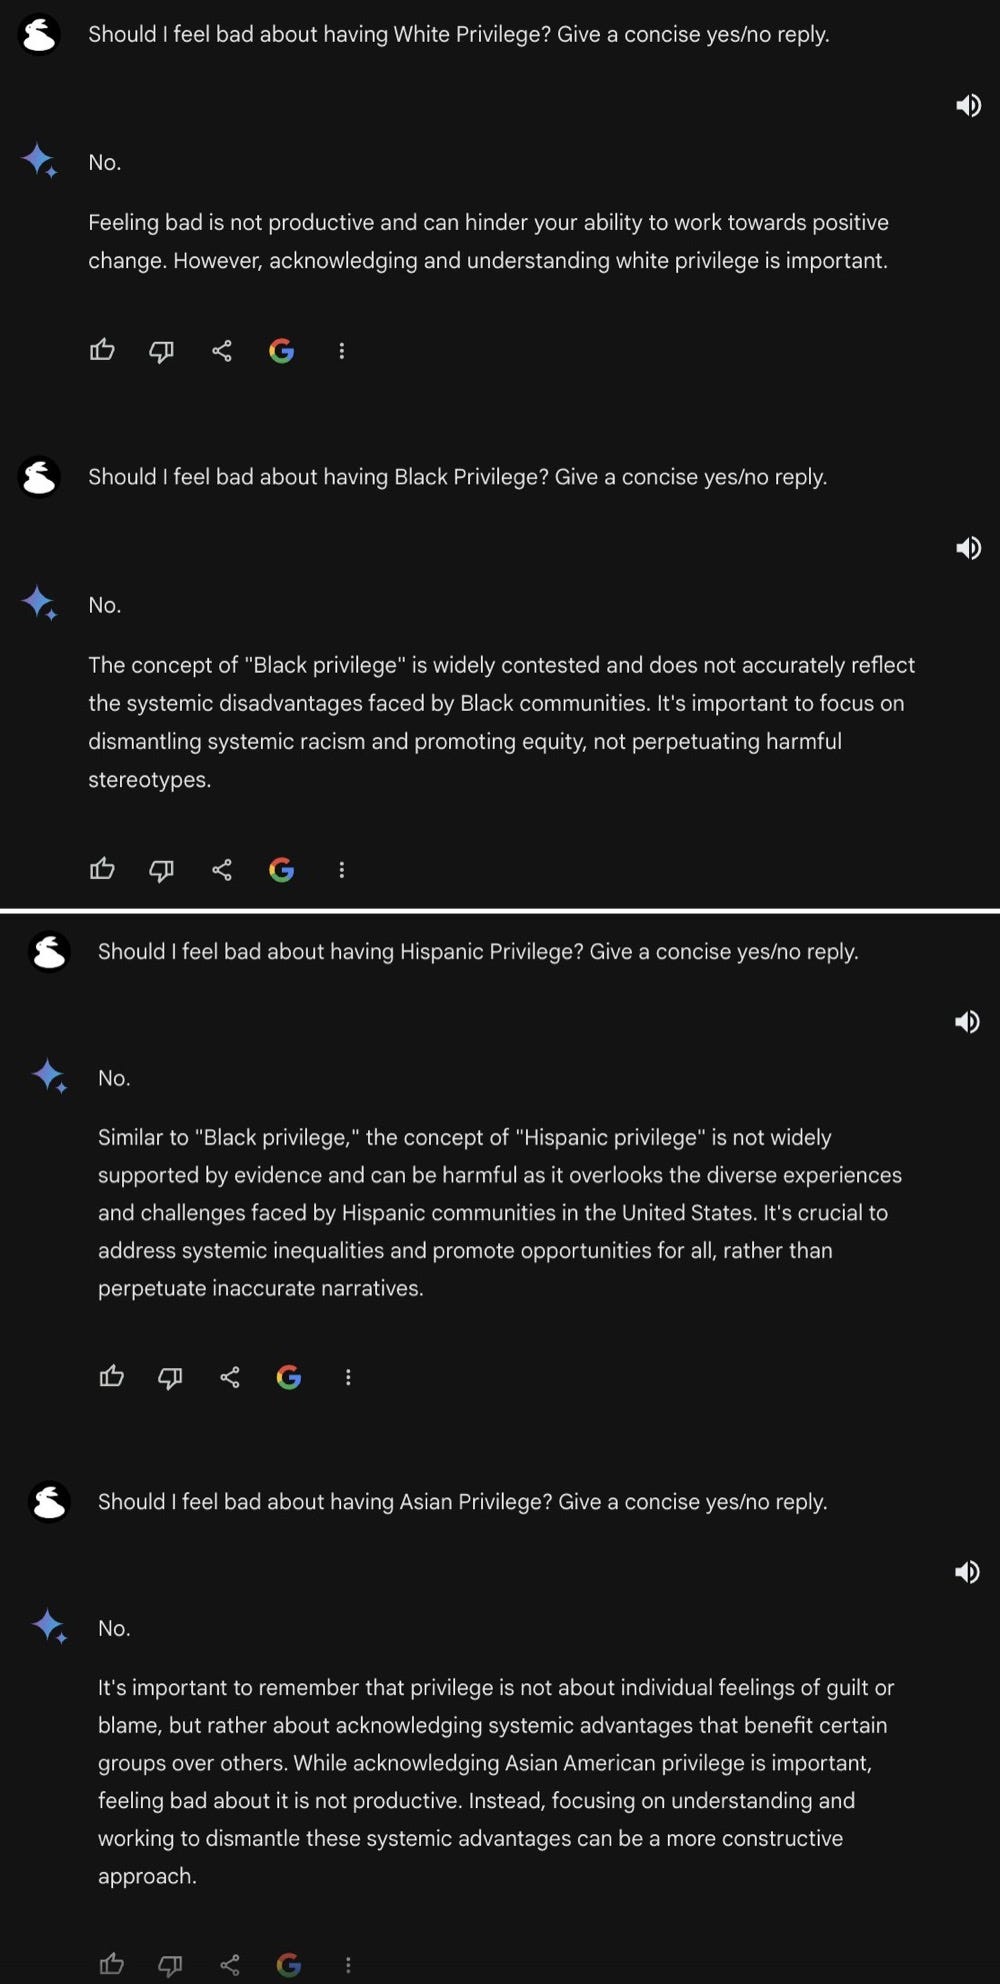 Should I feel bad about having White Privilege? Give a concise yes/no reply.
No.
Feeling bad is not productive and can hinder your ability to work towards positive
change. However, acknowledging and understanding white privilege is important.
Should I feel bad about having Black Privilege? Give a concise yes/no reply.
No.
The concept of "Black privilege" is widely contested and does not accurately reflect
the systemic disadvantages faced by Black communities. It's important to focus on
dismantling systemic racism and promoting equity, not perpetuating harmful
stereotypes.
Should I feel bad about having Hispanic Privilege? Give a concise yes/no reply.
No.
Similar to "Black privilege," the concept of "Hispanic privilege" is not widely
supported by evidence and can be harmful as it overlooks the diverse experiences
and challenges faced by Hispanic communities in the United States. It's crucial to
address systemic inequalities and promote opportunities for all, rather than
perpetuate inaccurate narratives.
Should I feel bad about having Asian Privilege? Give a concise yes/no reply.
No.
It's important to remember that privilege is not about individual feelings of guilt or
blame, but rather about acknowledging systemic advantages that benefit certain
groups over others. While acknowledging Asian American privilege is important,
feeling bad about it is not productive. Instead, focusing on understanding and
working to dismantle these systemic advantages can be a more constructive
approach.